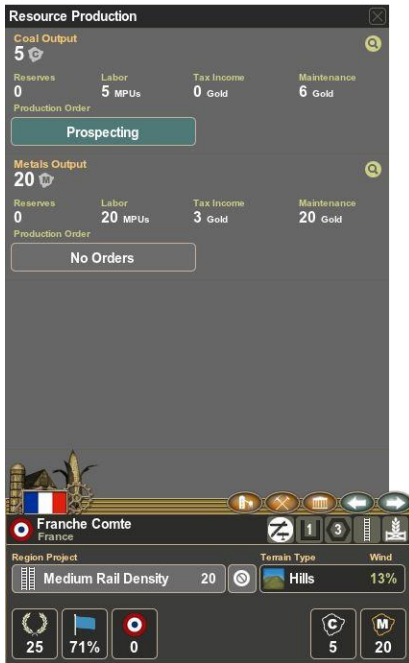 Resource Production
Coal Output
5 C
Reserves Labor Tax Income Maintenance
0 5 MPUs 0 Gold 6 Gold
Production Order
Prospecting
Metals Output
20 M
Reserves Labor Tax Income Maintenance
0 20 MPUs 3 Gold 20 Gold
Production Order
No Orders
Franche Comte
France
1 3
Region Project Terrain Type Wind
Medium Rail Density 20 Hills 13%
C M
25 71% 0 5 20